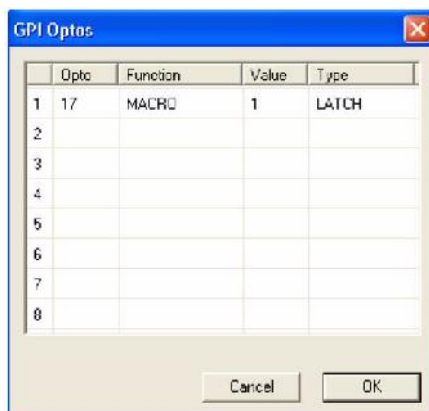 GPI Optos
Opto Function Value Type
1 17 MACRO 1 LATCH
2
3
4
5
6
7
8
Cancel OK